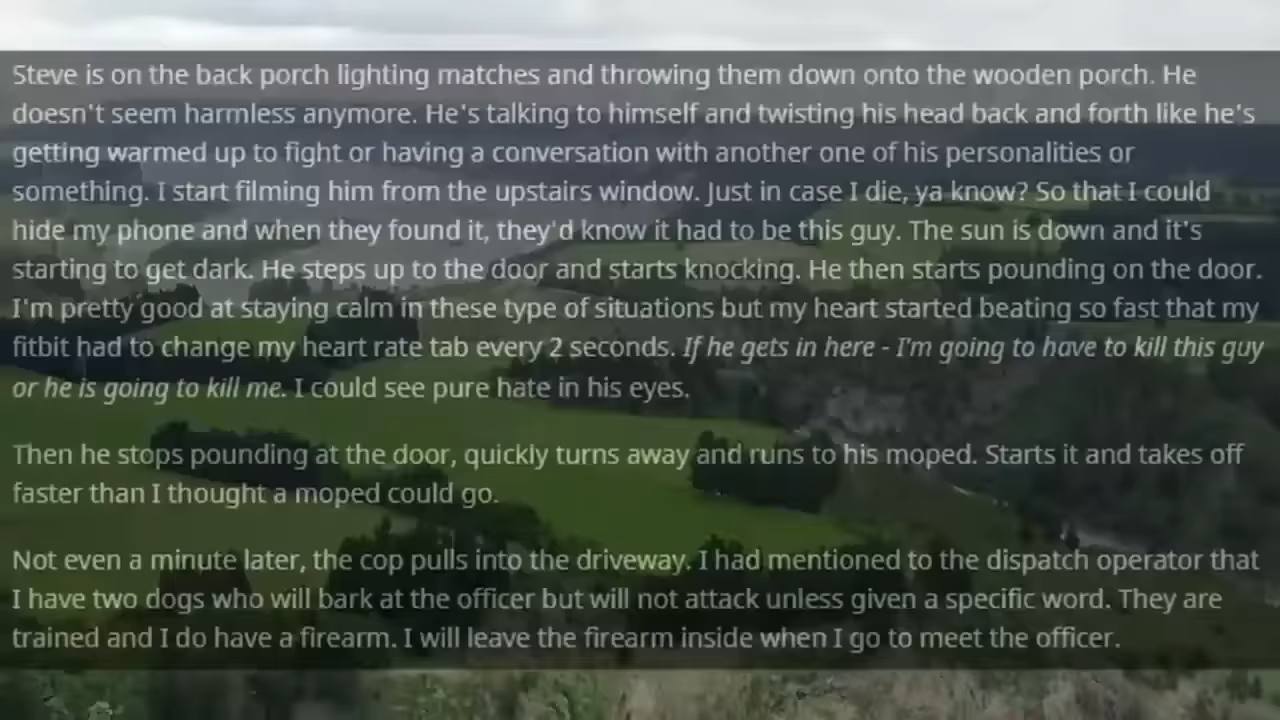 Steve is on the back porch lighting matches and throwing them down onto the wooden porch. He
doesn't seem harmless anymore. He's talking to himself and twisting his head back and forth like he's
getting warmed up to fight or having a conversation with another one of his personalities or
something. I start filming him from the upstairs window. Just in case I die, ya know? So that I could
hide my phone and when they found it, they'd know it had to be this guy. The sun is down and it's
starting to get dark. He steps up to the door and starts knocking. He then starts pounding on the door.
I'm pretty good at staying calm in these type of situations but my heart started beating so fast that my
fitbit had to change my heart rate tab every 2 seconds. If he gets in here - I'm going to have to kill this guy
or he is going to kill me. I could see pure hate in his eyes.
Then he stops pounding at the door, quickly turns away and runs to his moped. Starts it and takes off
faster than I thought a moped could go.
Not even a minute later, the cop pulls into the driveway. I had mentioned to the dispatch operator that
I have two dogs who will bark at the officer but will not attack unless given a specific word. They are
trained and I do have a firearm. I will leave the firearm inside when I go to meet the officer.